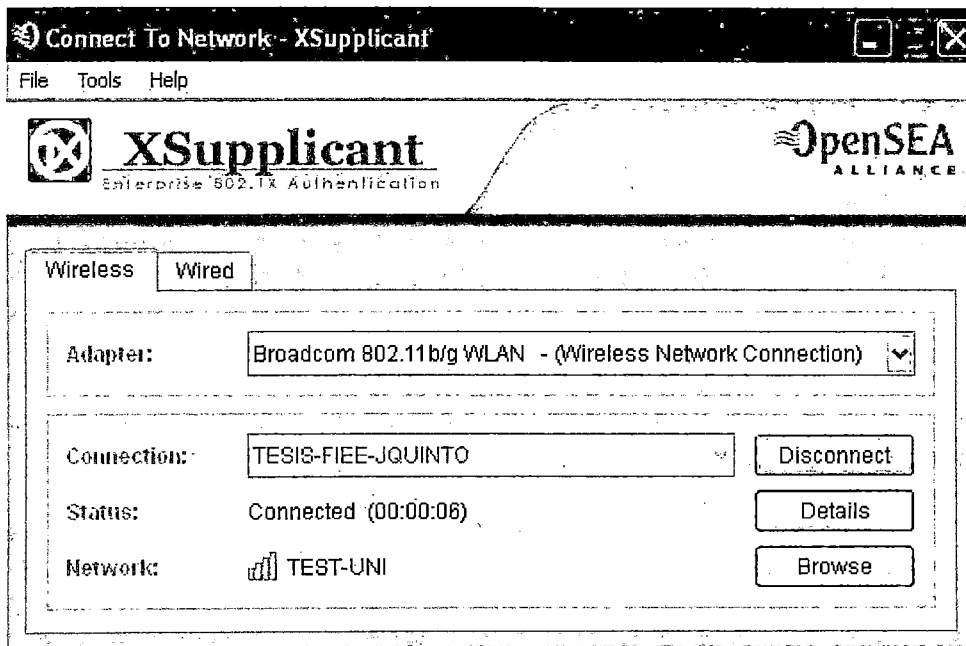 Connect To Network - XSupplicant
File Tools Help
XSupplicant
Enterprise 802.1X Authentication
OpenSEA
ALLIANCE
Wireless Wired
Adapter: Broadcom 802.11b/g WLAN - (Wireless Network Connection)
Connection: TESIS-FIEE-JQUINTO Disconnect
Status: Connected (00:00:06) Details
Network: TEST-UNI Browse